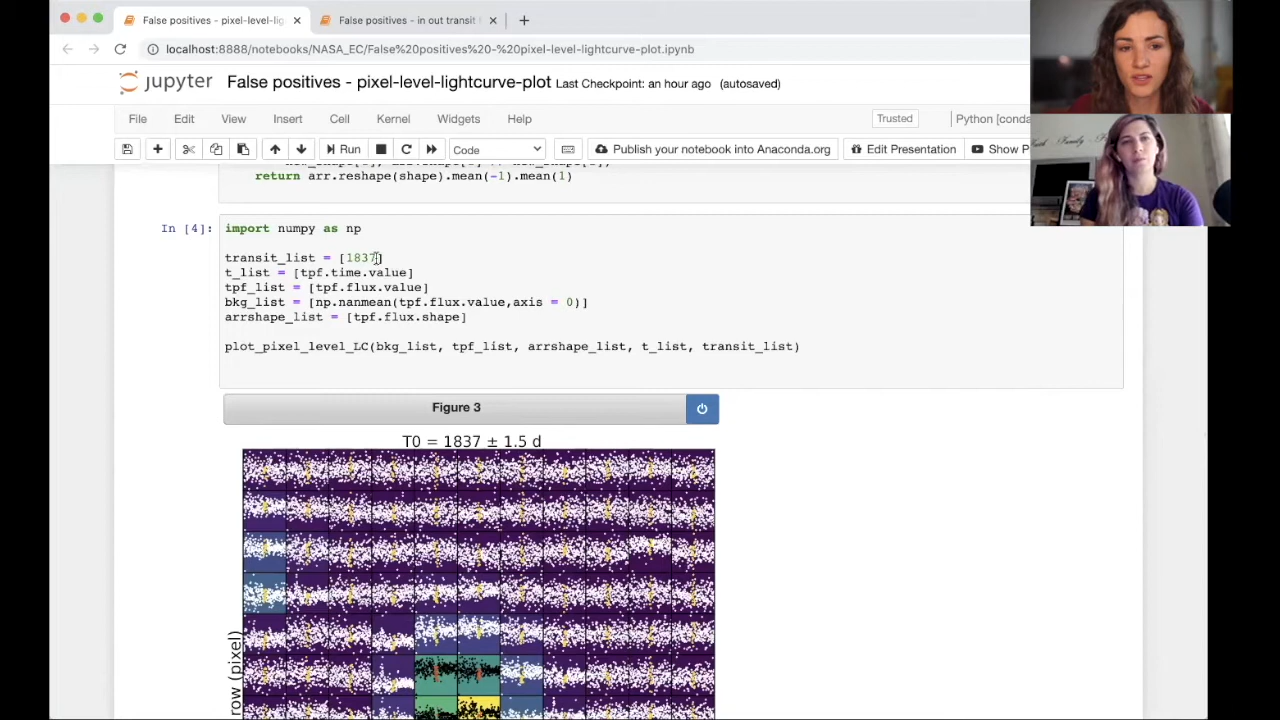 False positives - pixel-level-lig
False positives - in out transit
localhost:8888/notebooks/NASA_EC/False%20positives%20-%20pixel-level-lightcurve-plot.ipynb
jupyter False positives - pixel-level-lightcurve-plot Last Checkpoint: an hour ago (autosaved)
File Edit View Insert Cell Kernel Widgets Help Trusted Python [conda
Run Code Publish your notebook into Anaconda.org Edit Presentation Show P
return arr.reshape(shape).mean(-1).mean(1)
In [4]: import numpy as np
transit_list = [1837]
t_list = [tpf.time.value]
tpf_list = [tpf.flux.value]
bkg_list = [np.nanmean(tpf.flux.value,axis = 0)]
arrshape_list = [tpf.flux.shape]
plot_pixel_level_LC(bkg_list, tpf_list, arrshape_list, t_list, transit_list)
Figure 3
T0 = 1837 ± 1.5 d
row (pixel)